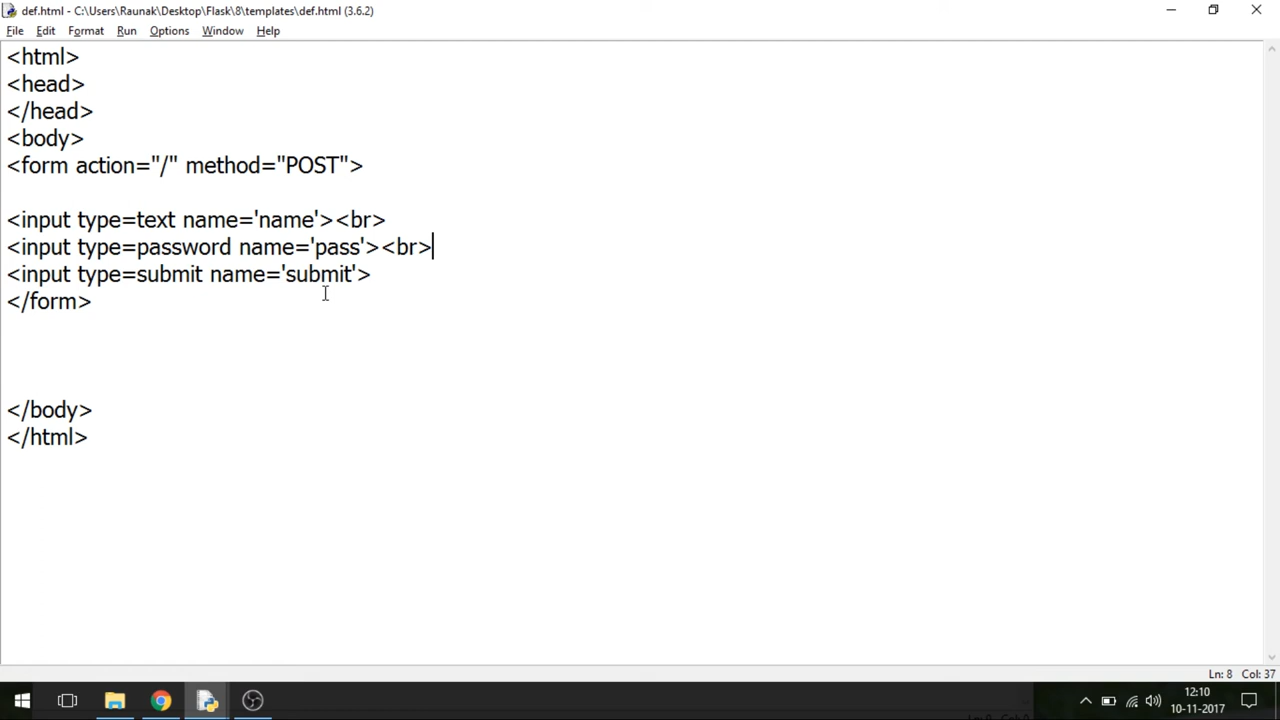 def.html - C:\Users\Raunak\Desktop\Flask\8\templates\def.html (3.6.2)
File Edit Format Run Options Window Help
<html>
<head>
</head>
<body>
<form action="/" method="POST">
<input type=text name='name'><br>
<input type=password name='pass'><br>
<input type=submit name='submit'>
</form>
</body>
</html>
Ln: 8 Col: 37
12:10
10-11-2017